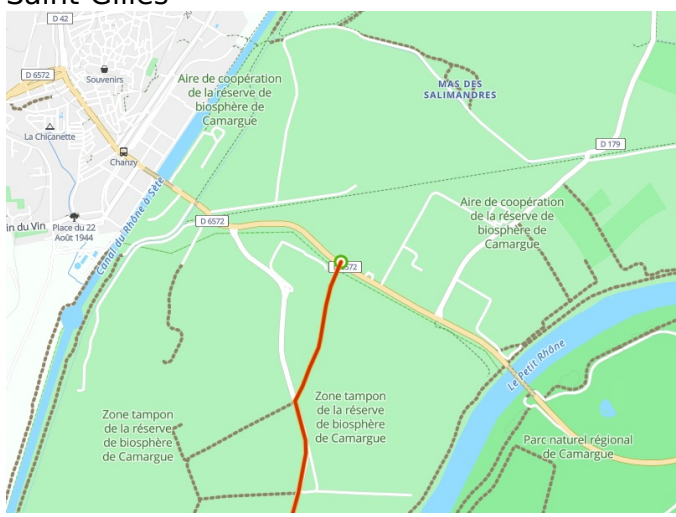 Saint-Gilles
D 42
D 6572
Souvenirs
Aire de coopération
de la réserve de
biosphère de
Camargue
MAS DES
SALIMANDRES
La Chicanette
Chanzy
D 179
Canal du Rhône à Sète
in du Vin
Place du 22
Août 1944
D 6572
Aire de coopération
de la réserve de
biosphère de
Camargue
6572
Le Petit Rhône
Zone tampon
de la réserve
de biosphère
de Camargue
Zone tampon
de la réserve
de biosphère
de Camargue
Parc naturel régional
de Camargue